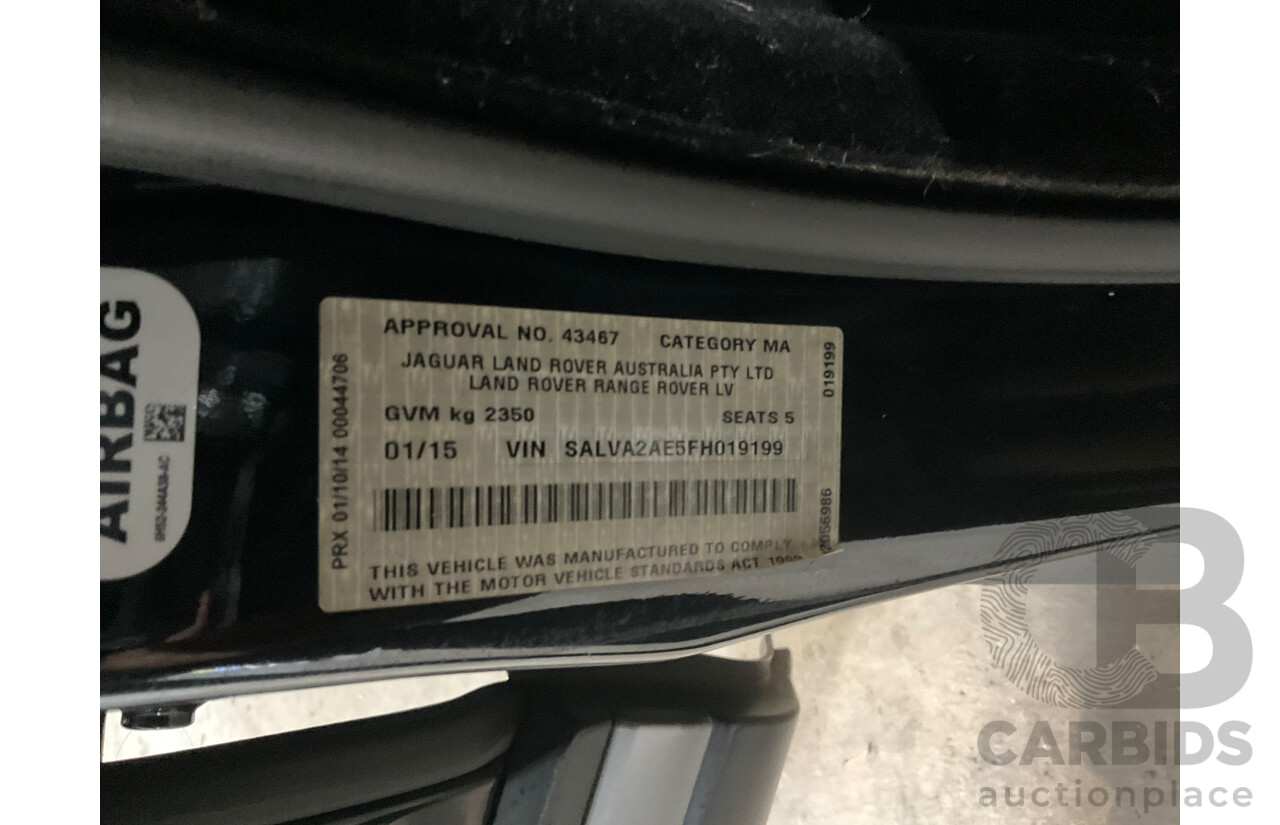 AIRBAG
APPROVAL NO. 43467 CATEGORY MA
JAGUAR LAND ROVER AUSTRALIA PTY LTD
LAND ROVER RANGE ROVER LV
GVM kg 2350 SEATS 5
01/15 VIN SALVA2AE5FH019199
THIS VEHICLE WAS MANUFACTURED TO COMPLY
WITH THE MOTOR VEHICLE STANDARDS ACT
PRX 01/10/14 00044706
019199
CB
CARBIDS
auctionplace